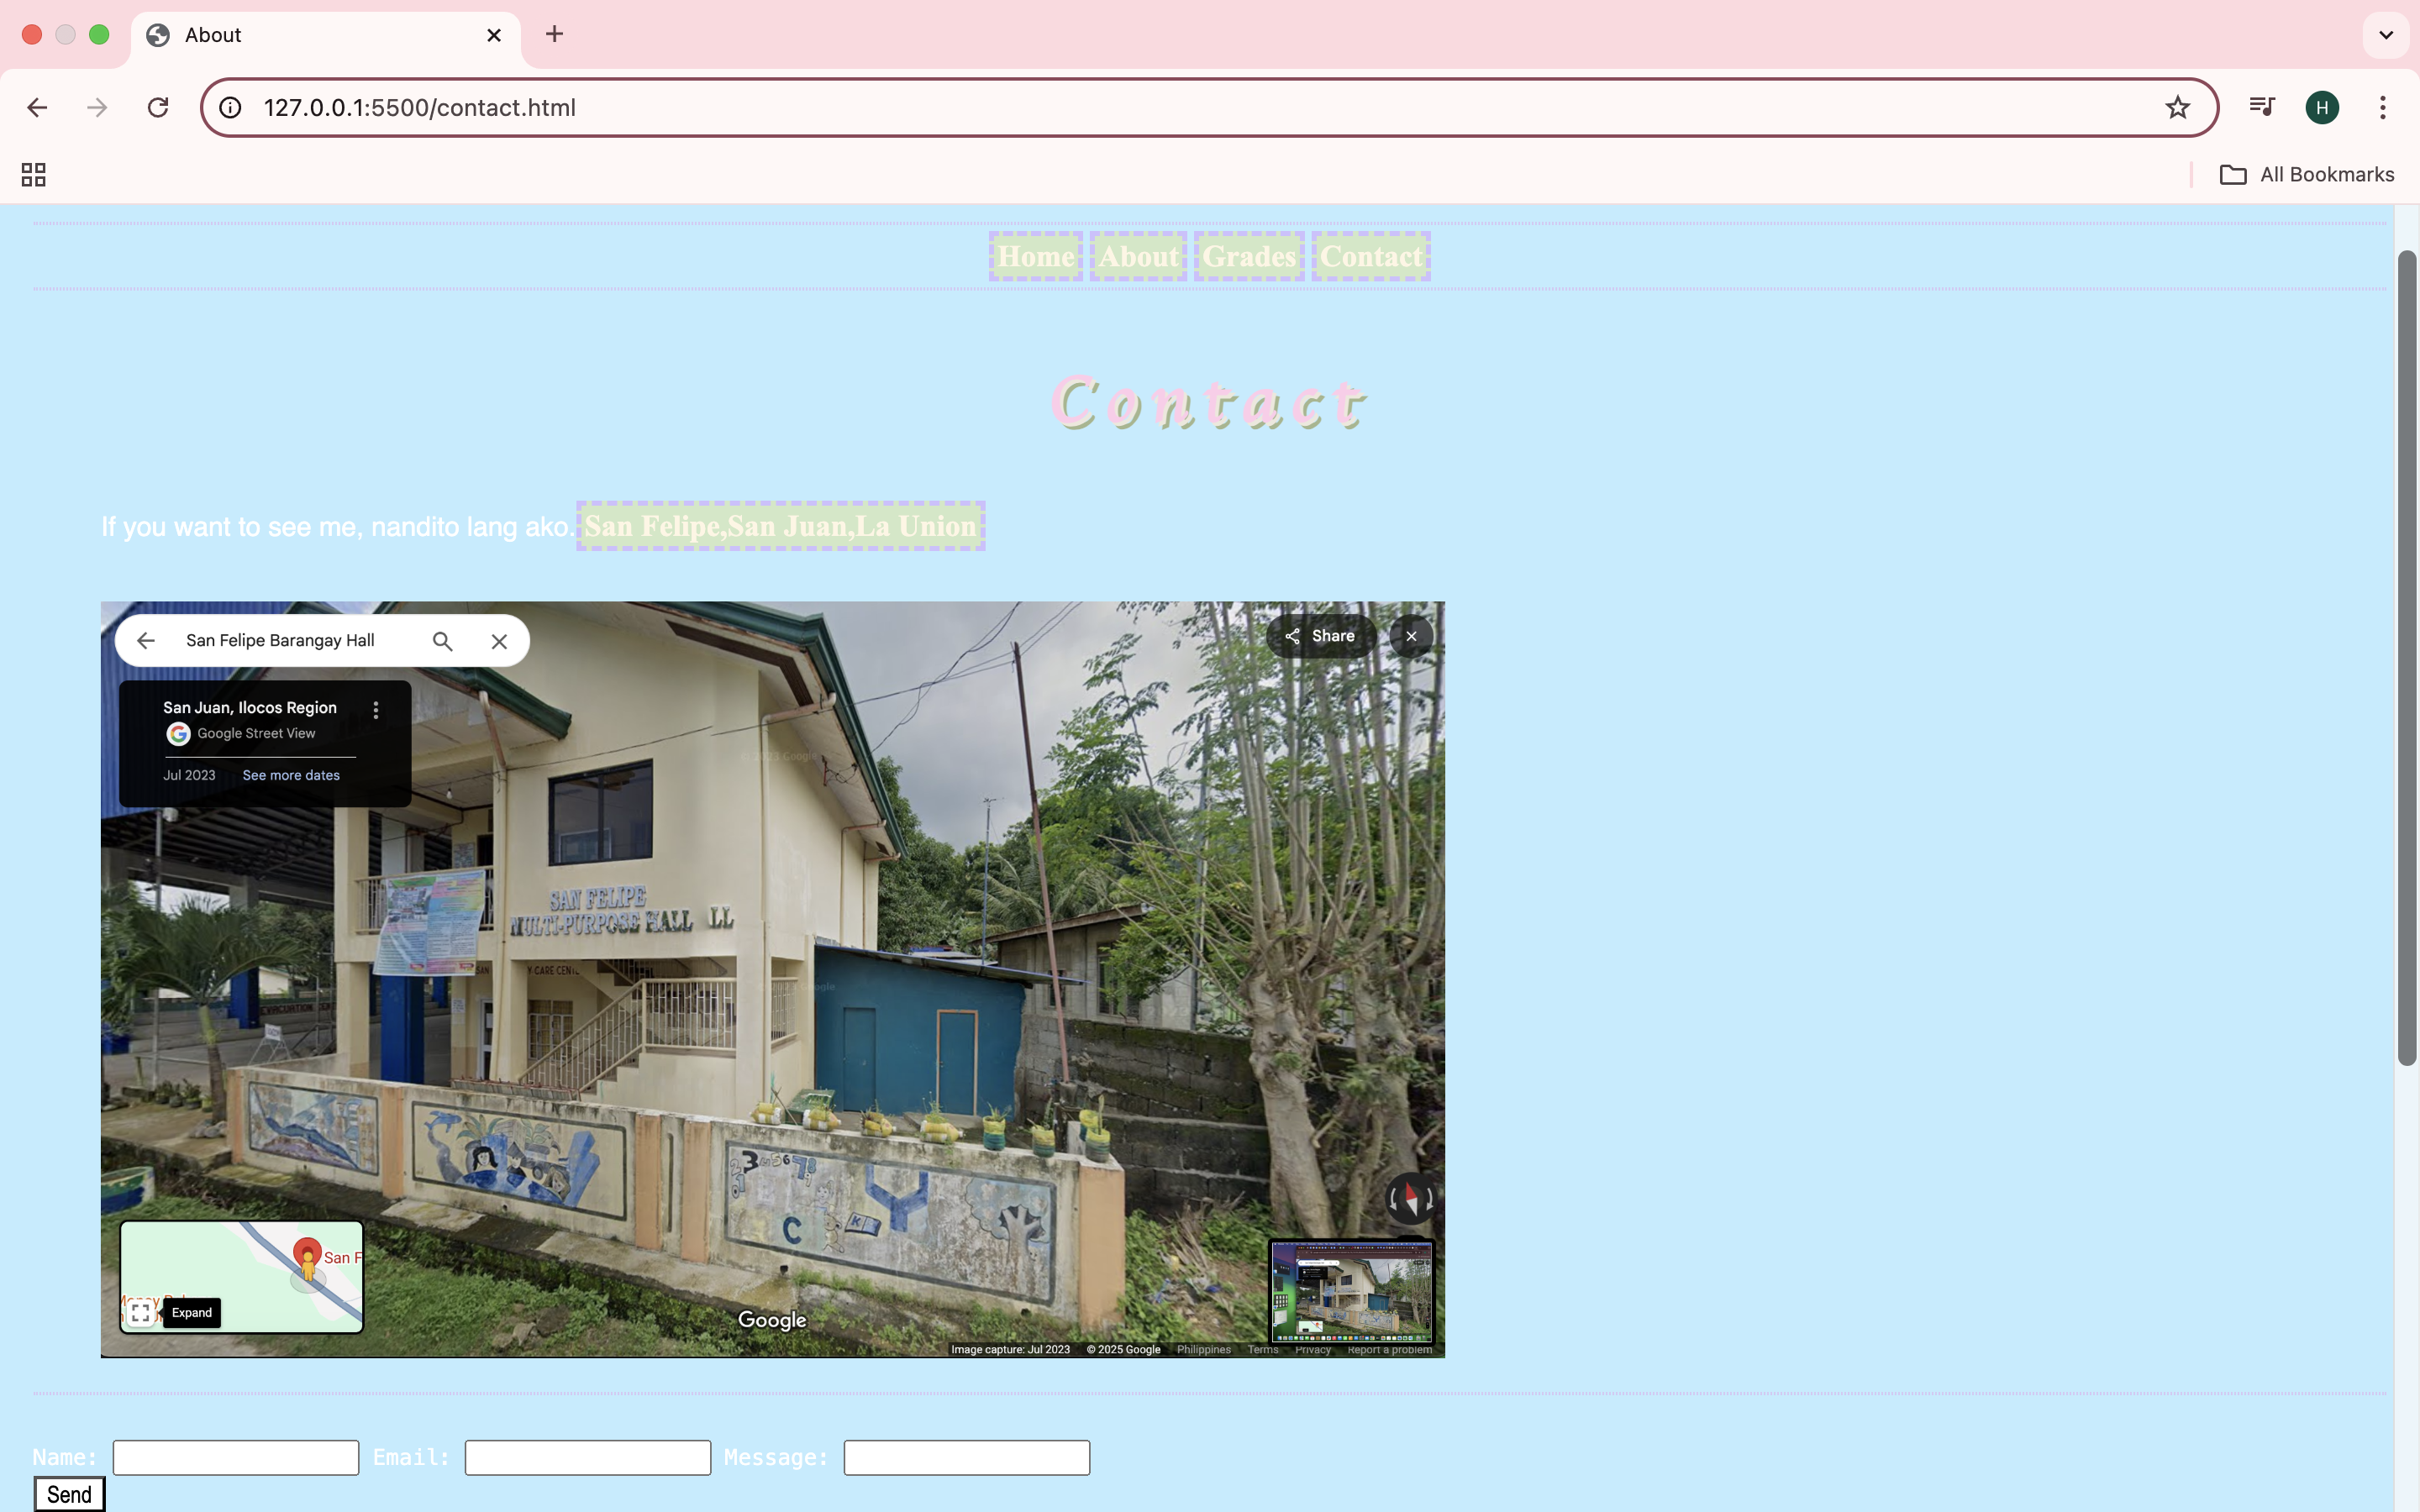 About
127.0.0.1:5500/contact.html
H
All Bookmarks
Home About Grades Contact
Contact
If you want to see me, nandito lang ako. San Felipe,San Juan,La Union
San Felipe Barangay Hall
Share
San Juan, Ilocos Region
Google Street View
Jul 2023 See more dates
SAN FELIPE
MULTI-PURPOSE HALL LL
San F
Expand
Google
Image capture: Jul 2023 © 2025 Google Philippines Terms Privacy Report a problem
Name: Email: Message:
Send